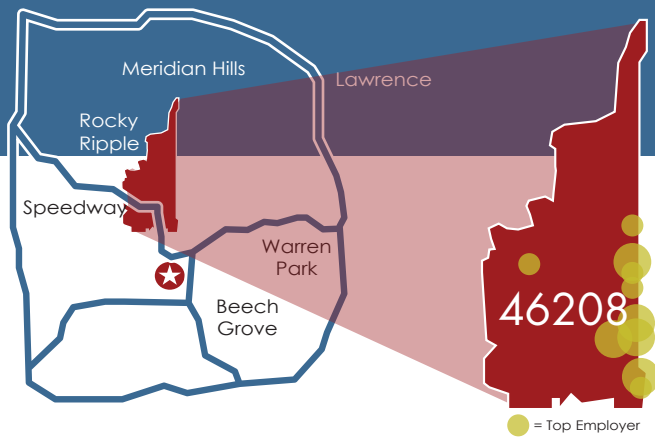 Meridian Hills
Lawrence
Rocky
Ripple
Speedway
Warren
Park
Beech
Grove
46208
= Top Employer